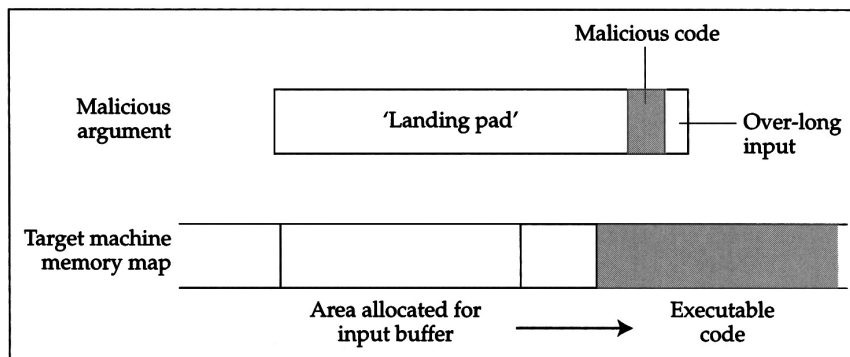 Malicious code
Malicious
argument
‘Landing pad’
Over-long
input
Target machine
memory map
Area allocated for
input buffer
Executable
code